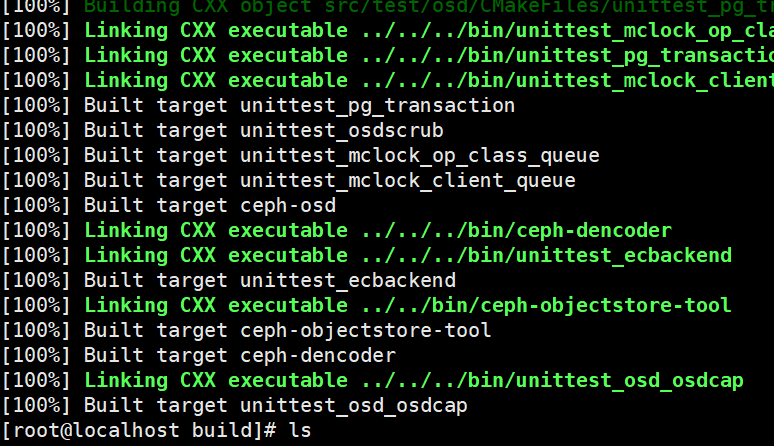 [100%] Building CXX object src/test/osd/CMakeFiles/unittest_pg_tr
[100%] Linking CXX executable ../../../bin/unittest_mclock_op_cla
[100%] Linking CXX executable ../../../bin/unittest_pg_transactio
[100%] Linking CXX executable ../../../bin/unittest_mclock_client
[100%] Built target unittest_pg_transaction
[100%] Built target unittest_osdscrub
[100%] Built target unittest_mclock_op_class_queue
[100%] Built target unittest_mclock_client_queue
[100%] Built target ceph-osd
[100%] Linking CXX executable ../../../bin/ceph-dencoder
[100%] Linking CXX executable ../../../bin/unittest_ecbackend
[100%] Built target unittest_ecbackend
[100%] Linking CXX executable ../../bin/ceph-objectstore-tool
[100%] Built target ceph-objectstore-tool
[100%] Built target ceph-dencoder
[100%] Linking CXX executable ../../../bin/unittest_osd_osdcap
[100%] Built target unittest_osd_osdcap
[root@localhost build]# ls